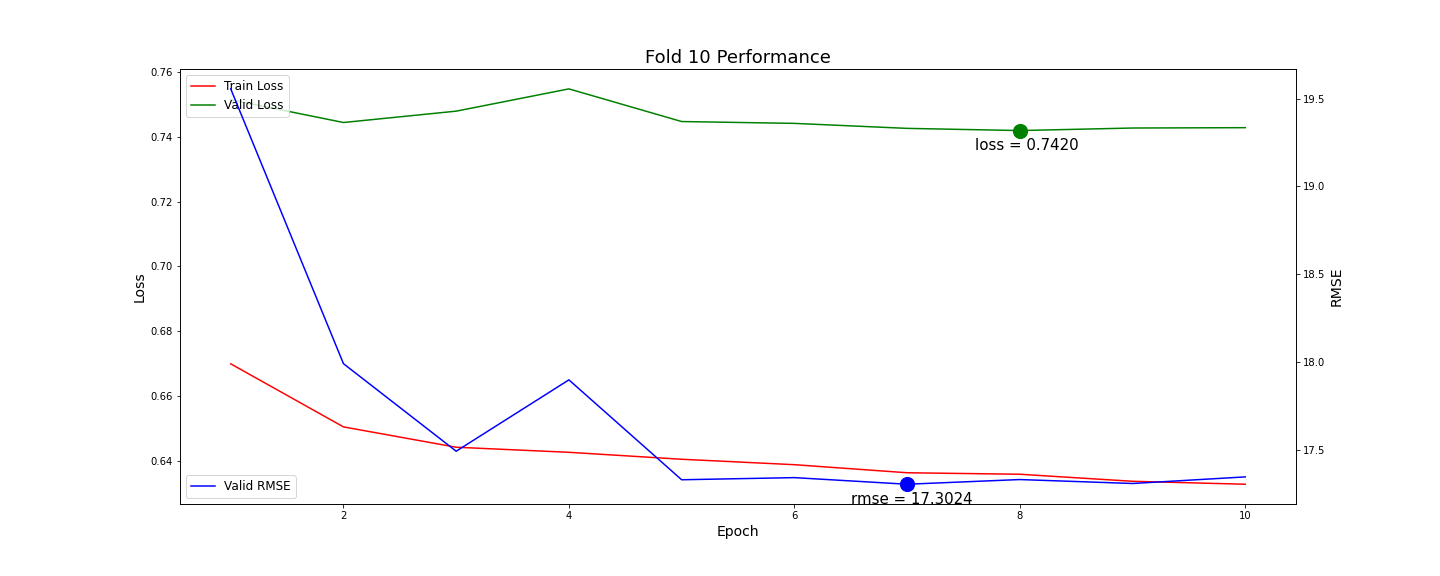 Fold 10 Performance
0.76
0.74
0.72
0.70
0.68
0.66
0.64
Loss
Train Loss
Valid Loss
loss = 0.7420
19.5
19.0
18.5
18.0
17.5
RMSE
Valid RMSE
rmse = 17.3024
2 4 6 8 10
Epoch